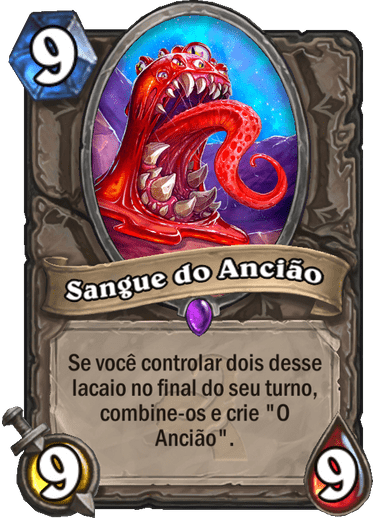 9
Sangue do Ancião
Se você controlar dois desse
lacaio no final do seu turno,
combine-os e crie "O
Ancião".
9
9